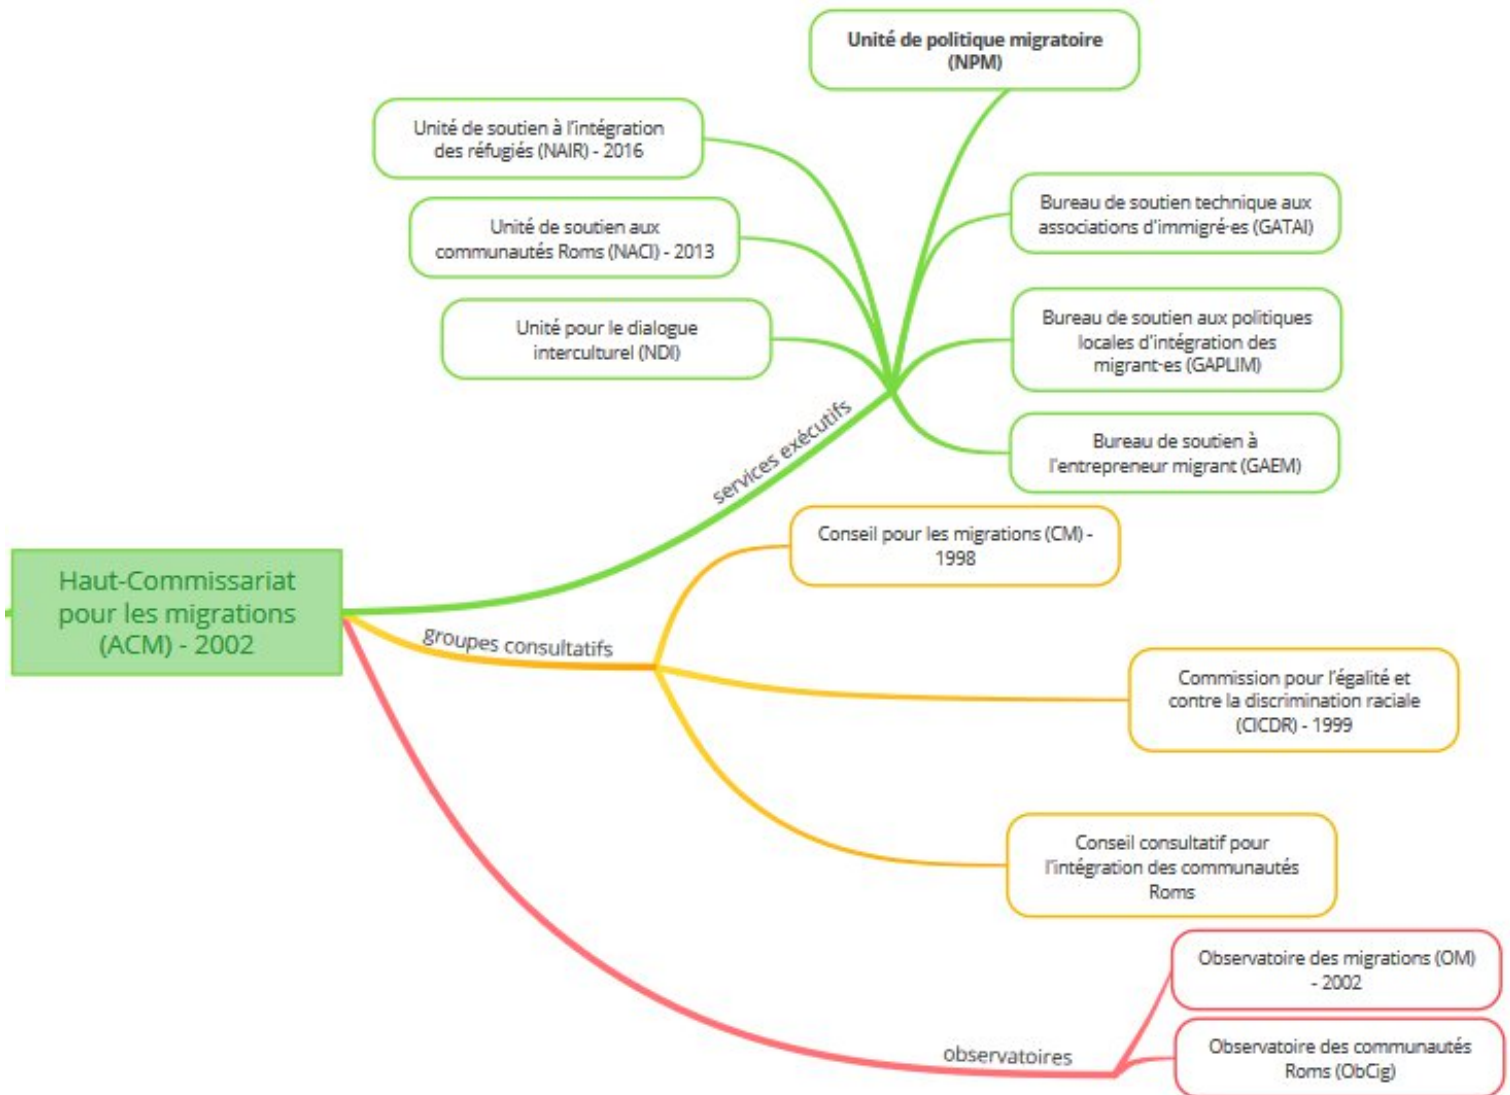 Unité de politique migratoire
(NPM)
Unité de soutien à l'intégration
des réfugiés (NAIR) - 2016
Unité de soutien aux
communautés Roms (NACI) - 2013
Unité pour le dialogue
interculturel (NDI)
Bureau de soutien technique aux
associations d'immigré·es (GATAI)
Bureau de soutien aux politiques
locales d'intégration des
migrant·es (GAPLIM)
Bureau de soutien à
l'entrepreneur migrant (GAEM)
services exécutifs
Haut-Commissariat
pour les migrations
(ACM) - 2002
groupes consultatifs
Conseil pour les migrations (CM) -
1998
Commission pour l'égalité et
contre la discrimination raciale
(CICDR) - 1999
Conseil consultatif pour
l'intégration des communautés
Roms
observatoires
Observatoire des migrations (OM)
- 2002
Observatoire des communautés
Roms (ObCig)